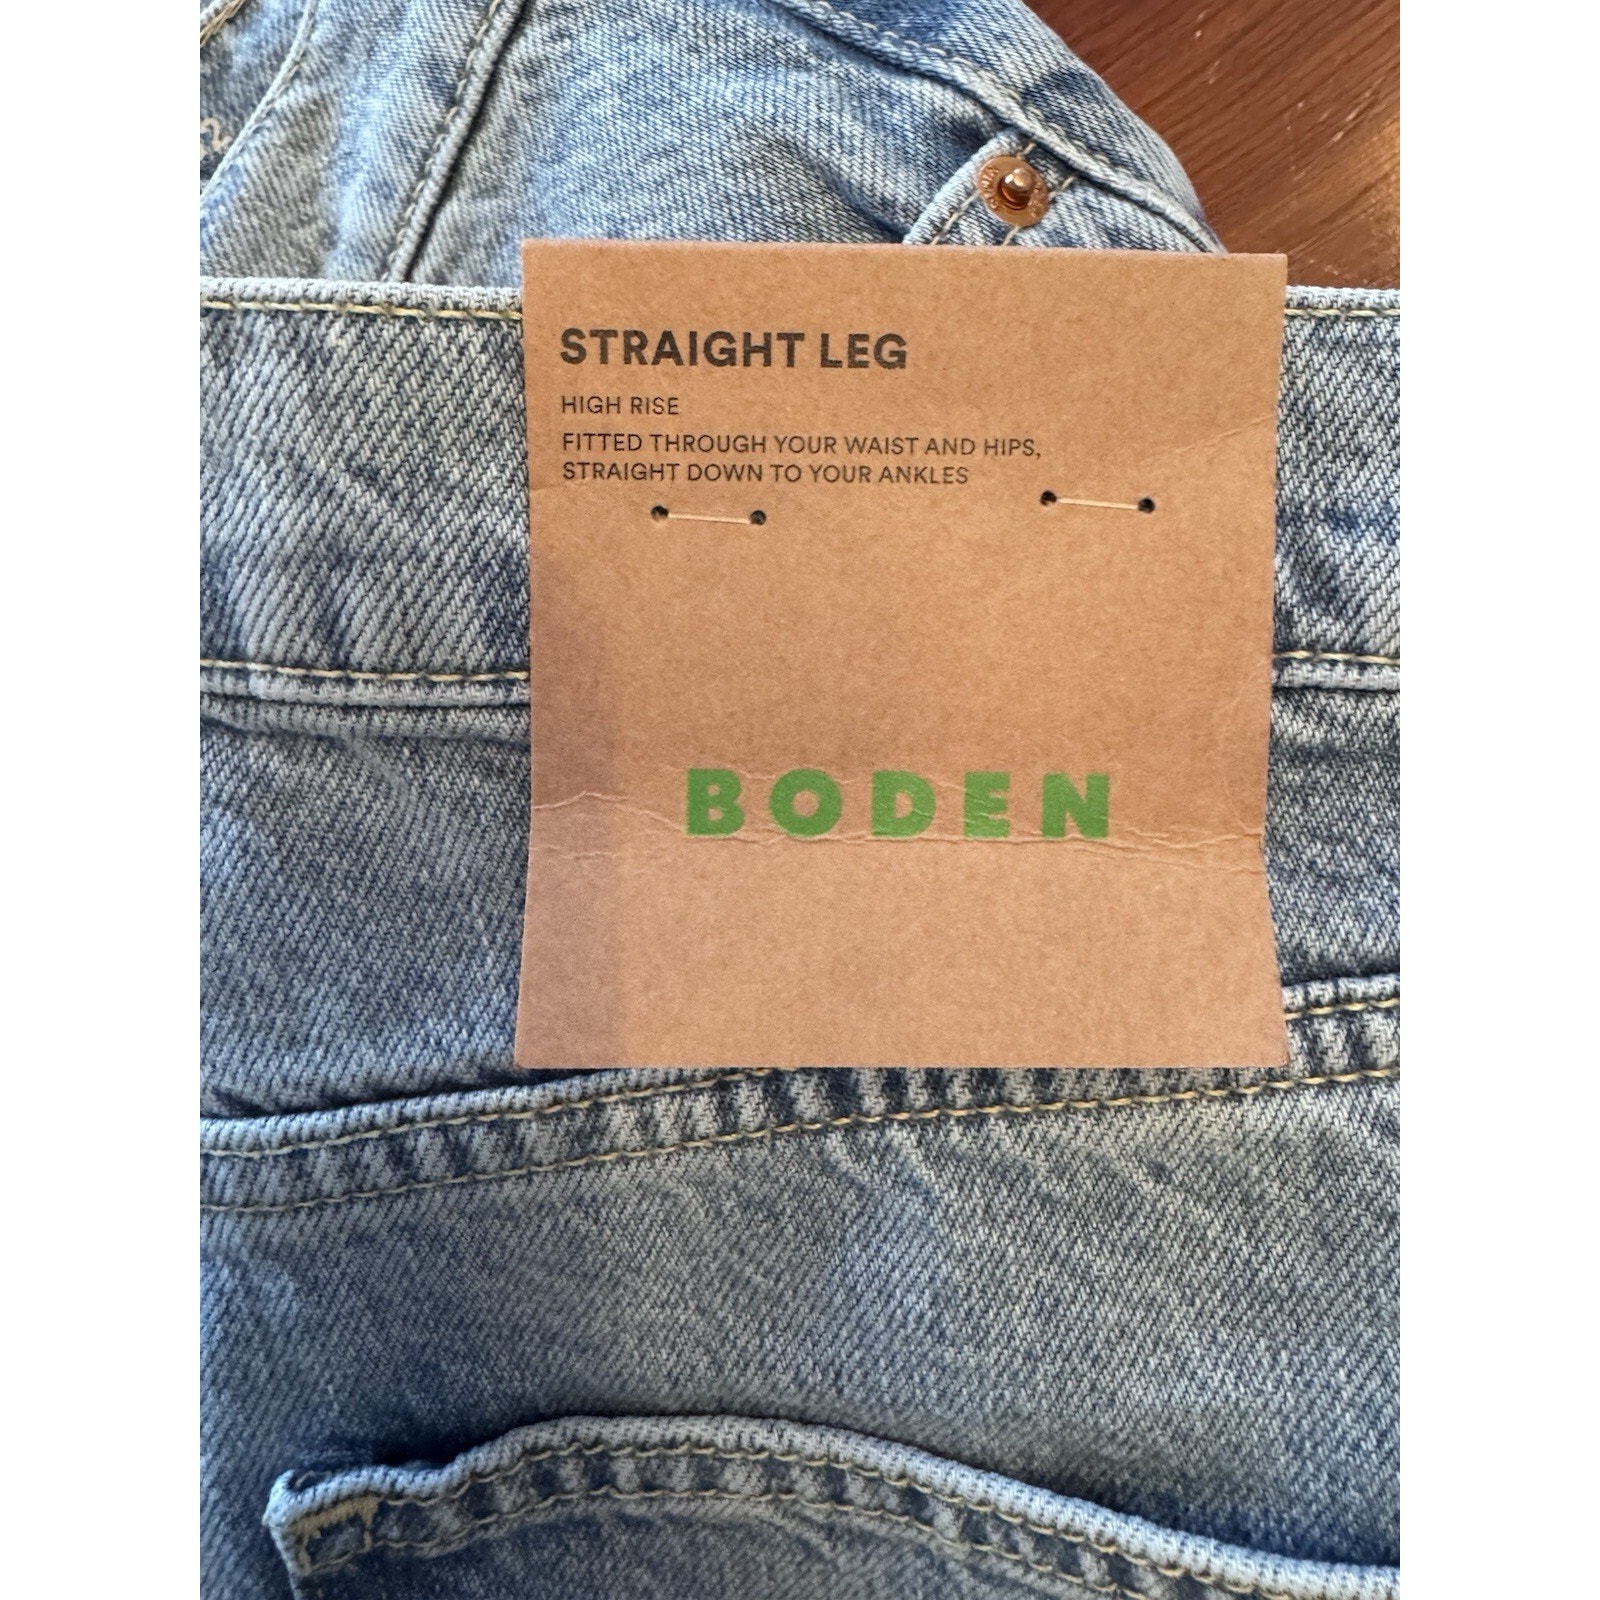 STRAIGHT LEG
HIGH RISE
FITTED THROUGH YOUR WAIST AND HIPS,
STRAIGHT DOWN TO YOUR ANKLES
BODEN